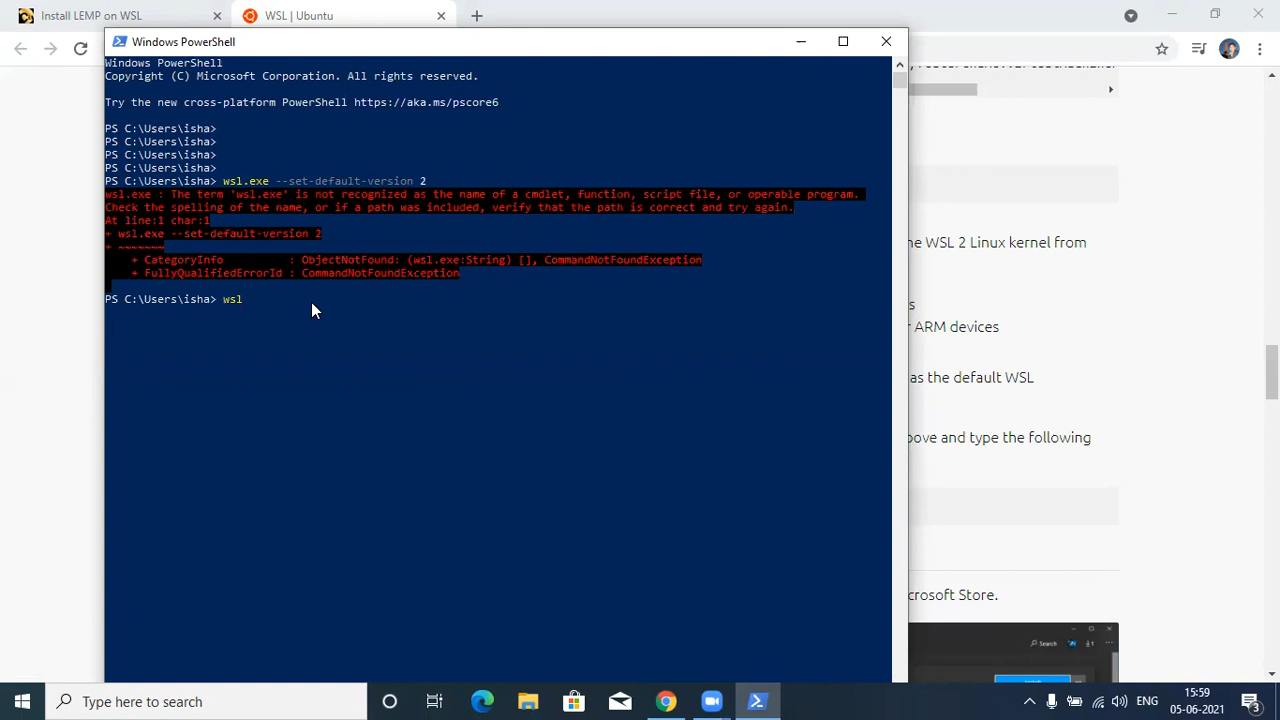 Install LEMP on WSL
WSL | Ubuntu
Windows PowerShell
Windows PowerShell
Copyright (C) Microsoft Corporation. All rights reserved.
Try the new cross-platform PowerShell https://aka.ms/pscore6
PS C:\Users\isha>
PS C:\Users\isha>
PS C:\Users\isha>
PS C:\Users\isha>
PS C:\Users\isha> wsl.exe --set-default-version 2
wsl.exe : The term 'wsl.exe' is not recognized as the name of a cmdlet, function, script file, or operable program.
Check the spelling of the name, or if a path was included, verify that the path is correct and try again.
At line:1 char:1
+ wsl.exe --set-default-version 2
+ ~~~~~~~
+ CategoryInfo : ObjectNotFound: (wsl.exe:String) [], CommandNotFoundException
+ FullyQualifiedErrorId : CommandNotFoundException
PS C:\Users\isha> wsl
ne WSL 2 Linux kernel from
s
r ARM devices
as the default WSL
ove and type the following
crosoft Store.
Search
Type here to search
ENG
15:59
05-06-2021
3